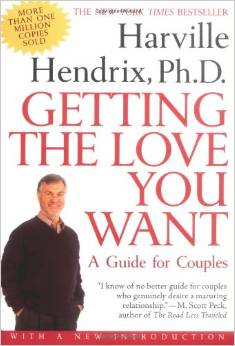 MORE THAN ONE
MILLION
COPIES
SOLD
THE NEW YORK TIMES BESTSELLER
Harville
Hendrix, Ph.D.
GETTING
THE LOVE
YOU
WANT
A Guide for Couples
"I know of no better guide for couples
who genuinely desire a maturing
relationship."—M. Scott Peck,
author of The Road Less Traveled
WITH A NEW INTRODUCTION